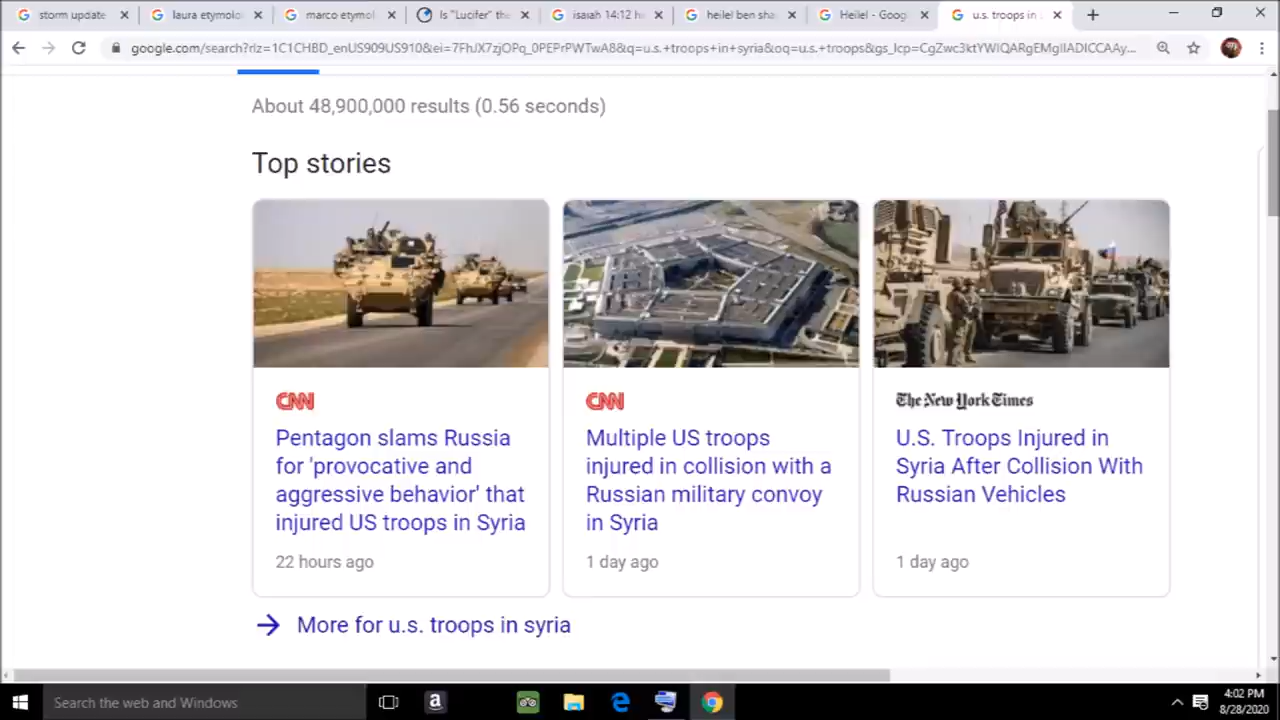 storm update
laura etymolo
marco etymol
Is "Lucifer" the
isaiah 14:12 h
heilel ben sha
Heilel - Goog
u.s. troops in
google.com/search?rlz=1C1CHBD_enUS909US910&ei=7FhJX7zjOPq_0PEPrPWTwA8&q=u.s.+troops+in+syria&oq=u.s.+troops&gs_lcp=CgZwc3ktYWIQARgEMgIIADICCAAy...
About 48,900,000 results (0.56 seconds)
Top stories
CNN
Pentagon slams Russia
for 'provocative and
aggressive behavior' that
injured US troops in Syria
22 hours ago
CNN
Multiple US troops
injured in collision with a
Russian military convoy
in Syria
1 day ago
The New York Times
U.S. Troops Injured in
Syria After Collision With
Russian Vehicles
1 day ago
More for u.s. troops in syria
Search the web and Windows
a
4:02 PM
8/28/2020